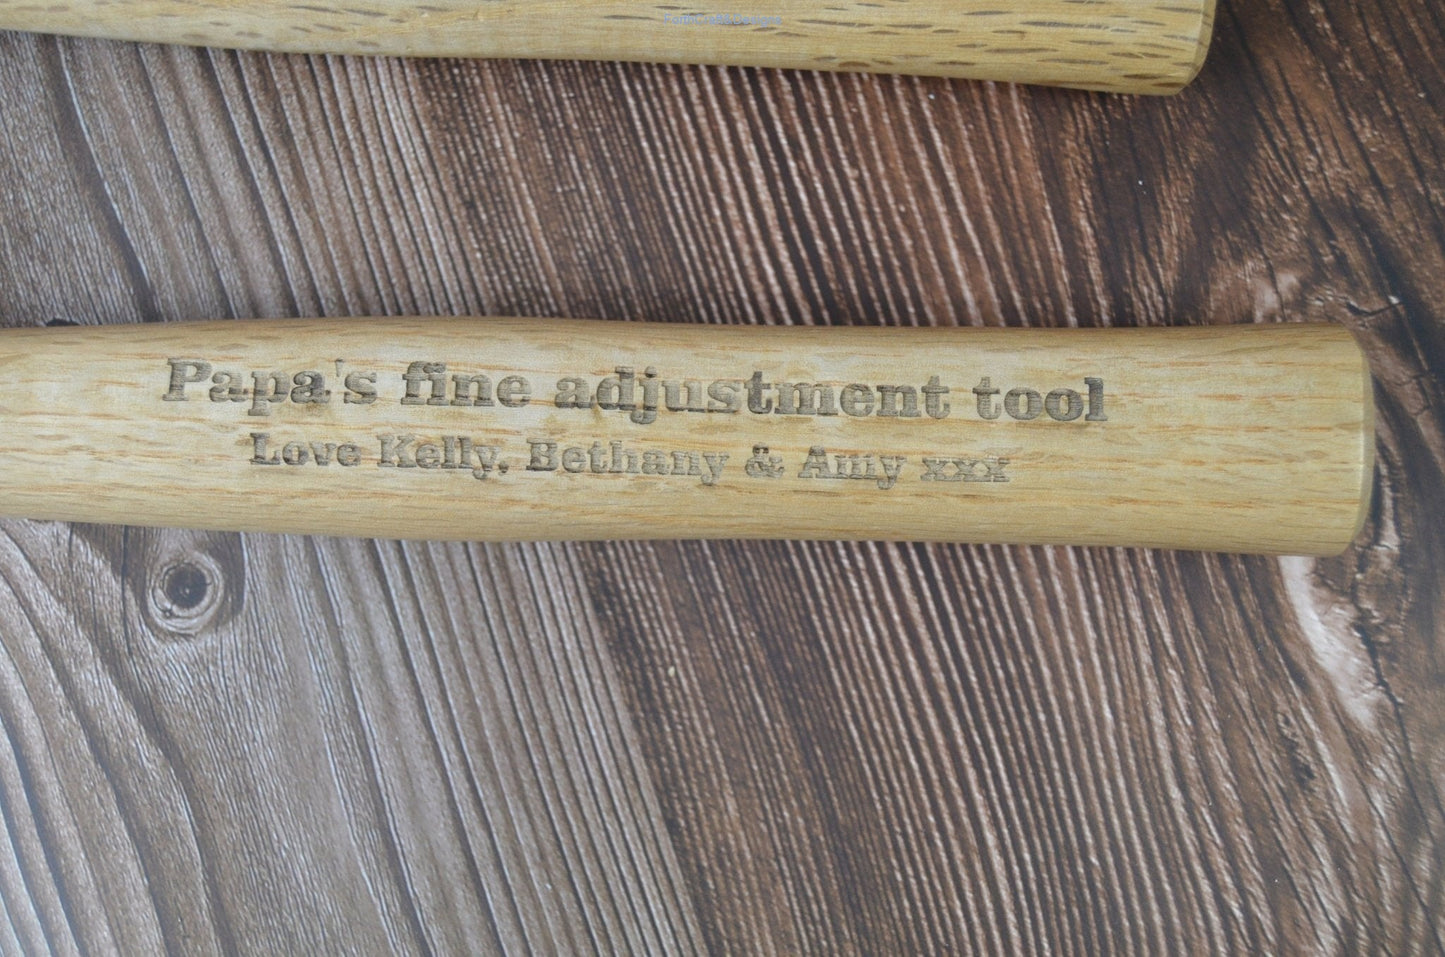 Papa's fine adjustment tool
Love Kelly, Bethany & Amy xxx